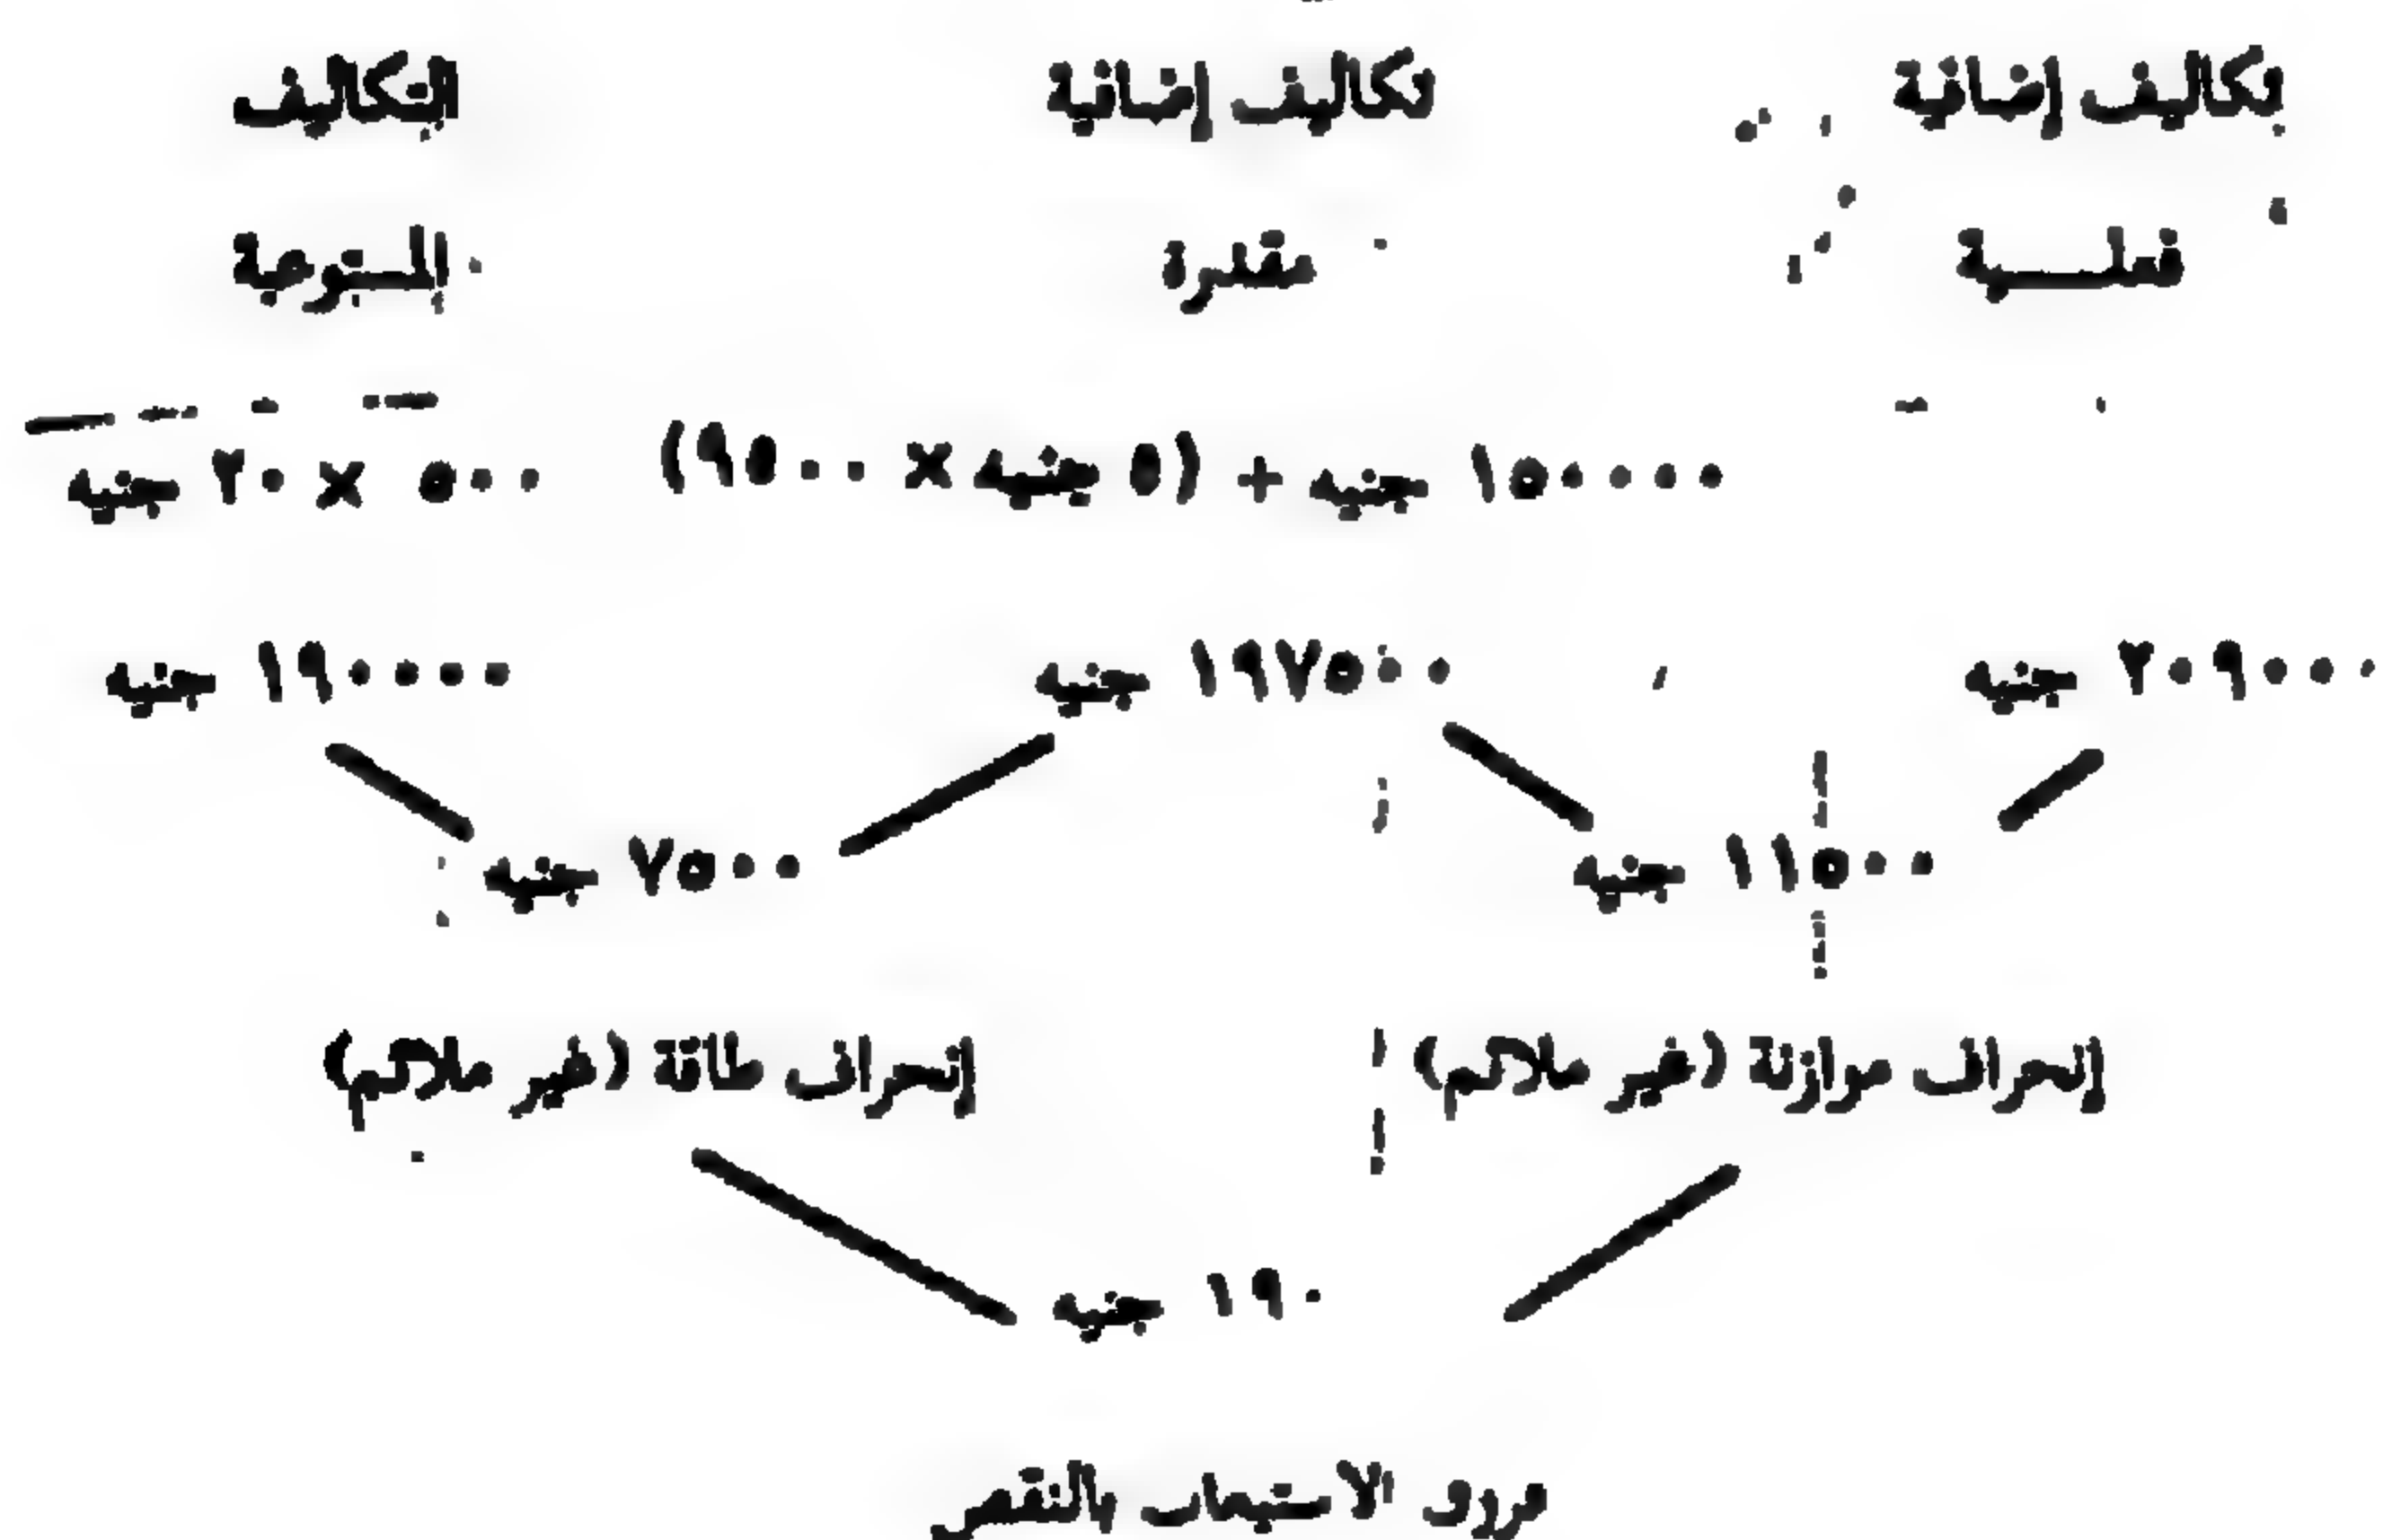 تكاليف إضافية تكاليف إضافية التكاليف
فعلية مقدرة المستوعبة
١٥٠٠٠٠ جنيه + (٥ جنيه × ٩٥٠٠) ٥٠٠ × ٢٠ جنيه
٢٠٩٠٠٠ جنيه ١٩٧٥٠٠ جنيه ١٩٠٠٠٠ جنيه
١١٥٠٠ جنيه ٧٥٠٠ جنيه
إنحراف موازنة (غير ملائم) إنحراف طاقة (غير ملائم)
١٩٠ جنيه
فروق الاستيعاب بالنقص